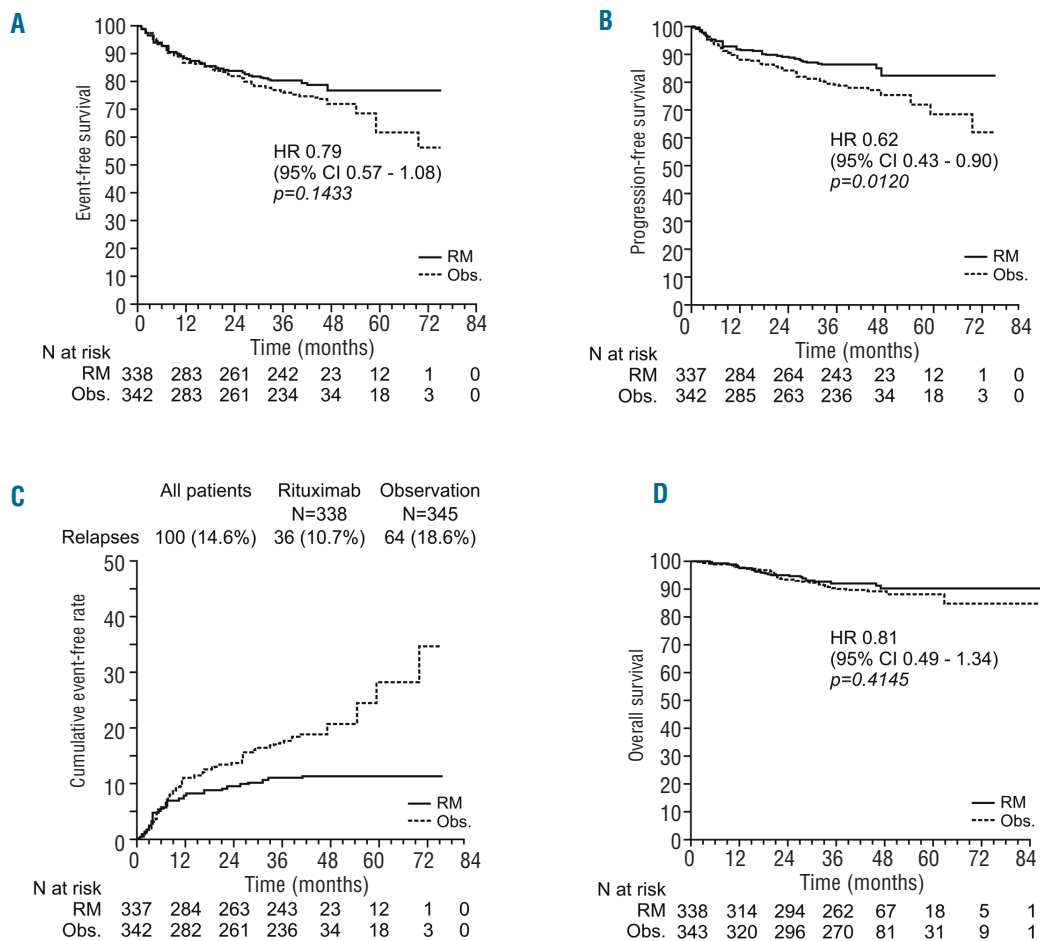 A
Event-free survival
100
90
80
70
60
50
40
30
20
10
0
HR 0.79
(95% CI 0.57 - 1.08)
p=0.1433
RM
Obs.
0 12 24 36 48 60 72 84
Time (months)
N at risk
RM 338 283 261 242 23 12 1 0
Obs. 342 283 261 234 34 18 3 0
B
Progression-free survival
100
90
80
70
60
50
40
30
20
10
0
HR 0.62
(95% CI 0.43 - 0.90)
p=0.0120
RM
Obs.
0 12 24 36 48 60 72 84
Time (months)
N at risk
RM 337 284 264 243 23 12 1 0
Obs. 342 285 263 236 34 18 3 0
C
All patients Rituximab Observation
N=338 N=345
Relapses 100 (14.6%) 36 (10.7%) 64 (18.6%)
Cumulative event-free rate
50
40
30
20
10
0
RM
Obs.
0 12 24 36 48 60 72 84
Time (months)
N at risk
RM 337 284 263 243 23 12 1 0
Obs. 342 282 261 236 34 18 3 0
D
Overall survival
100
90
80
70
60
50
40
30
20
10
0
HR 0.81
(95% CI 0.49 - 1.34)
p=0.4145
RM
Obs.
0 12 24 36 48 60 72 84
Time (months)
N at risk
RM 338 314 294 262 67 18 5 1
Obs. 343 320 296 270 81 31 9 1